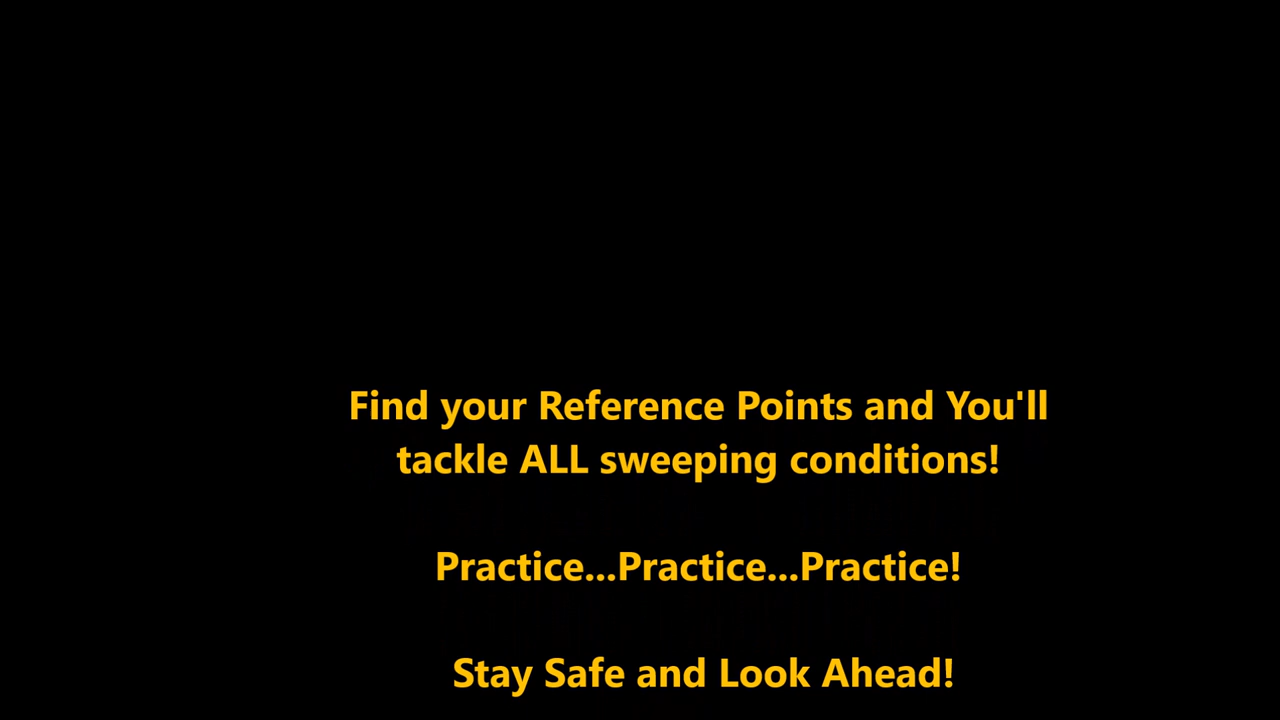 Find your Reference Points and You'll
tackle ALL sweeping conditions!
Practice...Practice...Practice!
Stay Safe and Look Ahead!